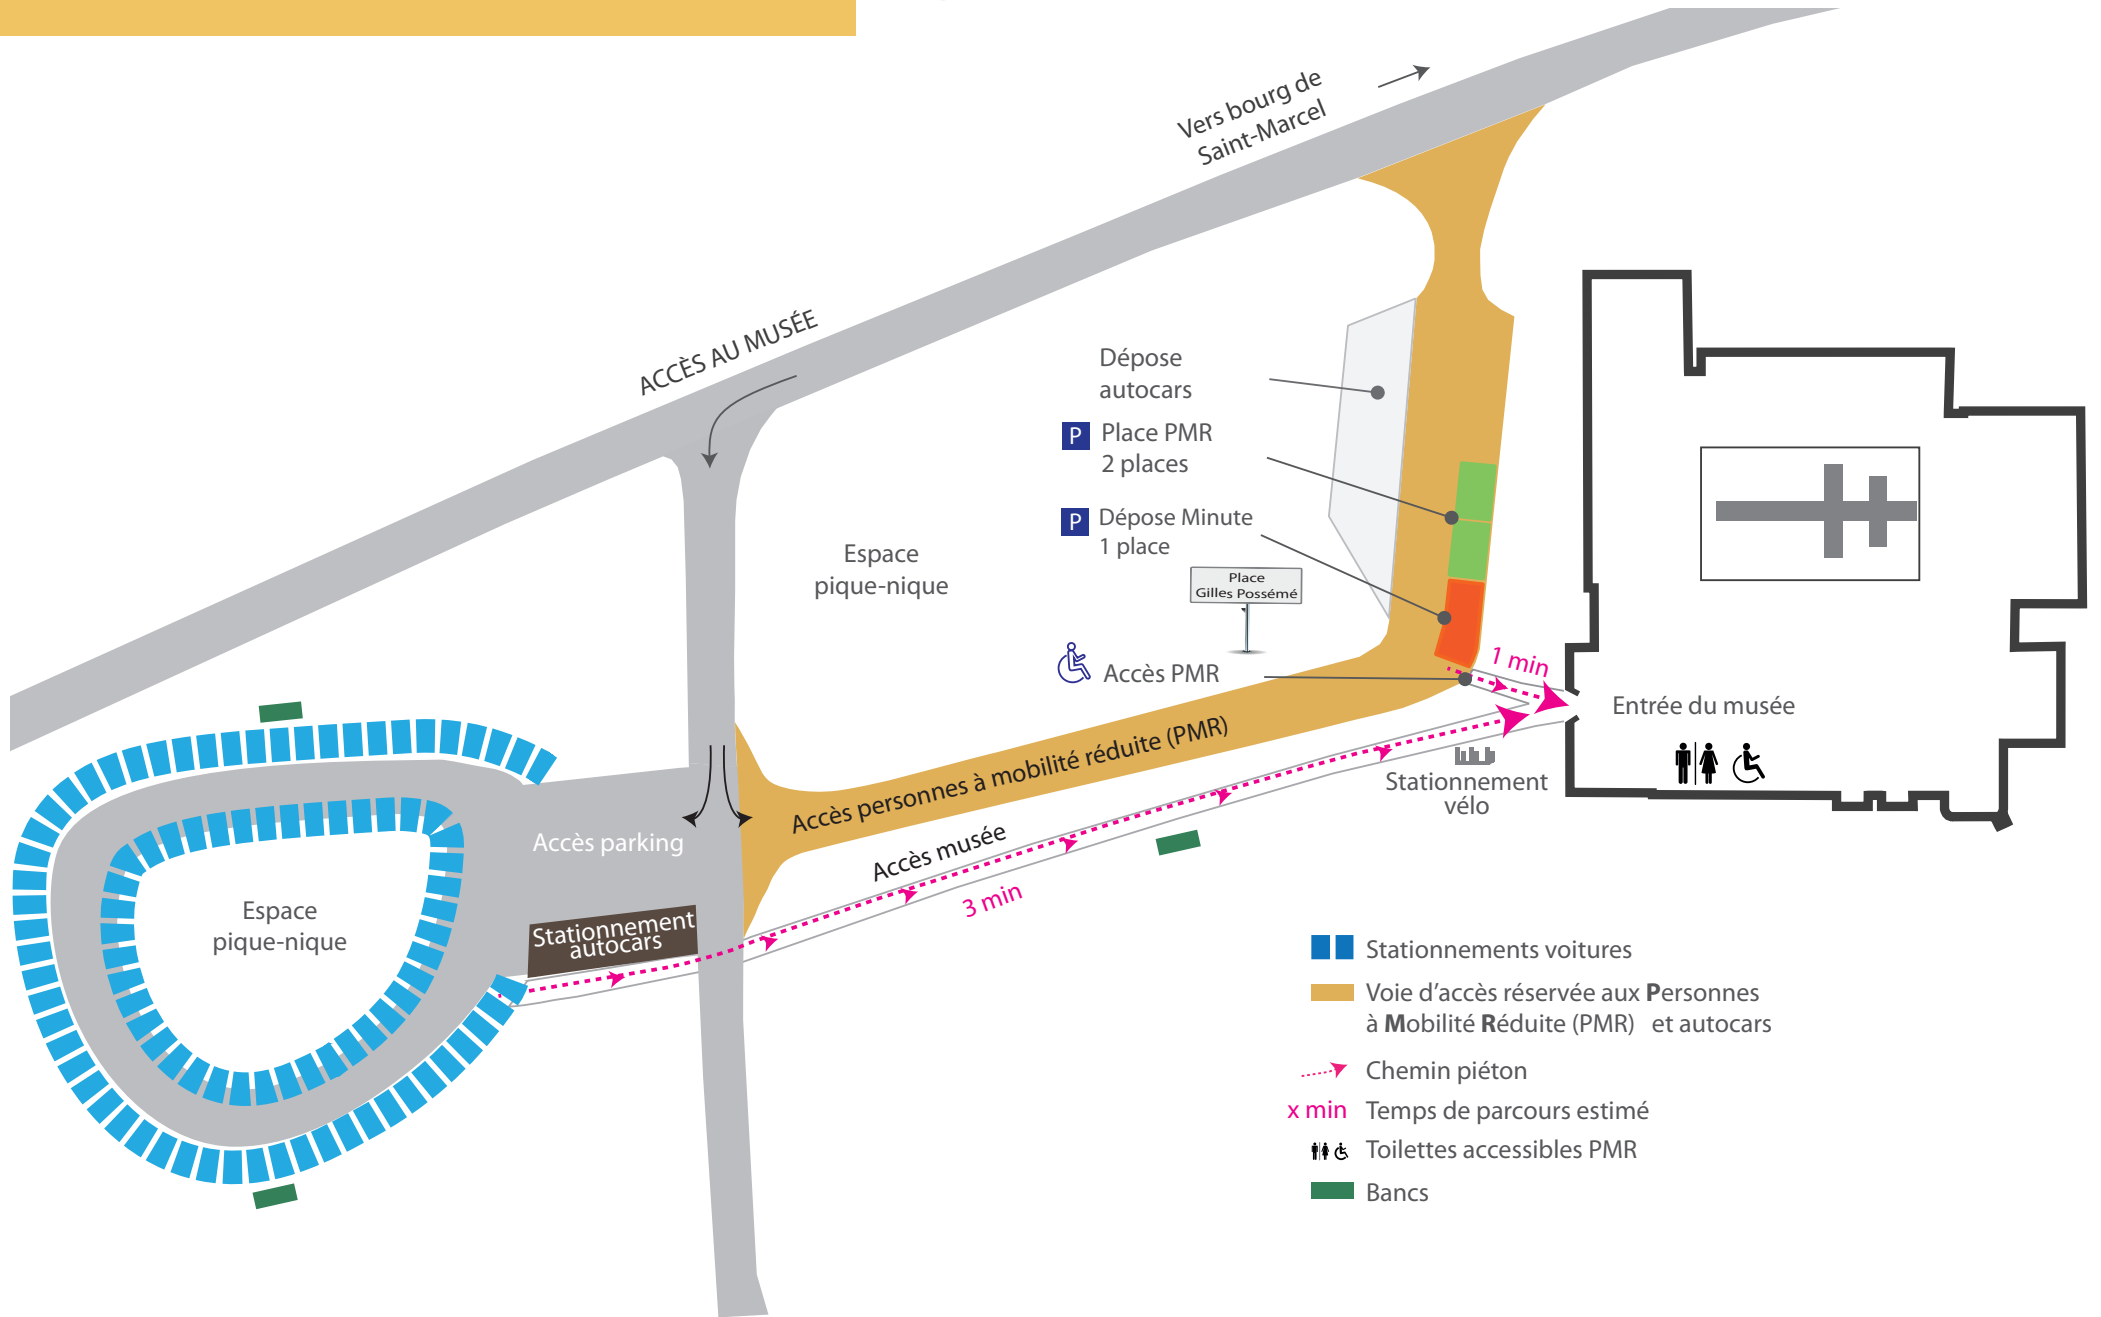 Vers bourg de
Saint-Marcel
ACCÈS AU MUSÉE
Dépose
autocars
P Place PMR
2 places
P Dépose Minute
1 place
Place
Gilles Possémé
Accès PMR
Espace
pique-nique
1 min
Entrée du musée
Accès personnes à mobilité réduite (PMR)
Stationnement
vélo
Accès parking
Accès musée
3 min
Stationnement
autocars
Espace
pique-nique
Stationnements voitures
Voie d'accès réservée aux Personnes
à Mobilité Réduite (PMR) et autocars
Chemin piéton
x min Temps de parcours estimé
Toilettes accessibles PMR
Bancs